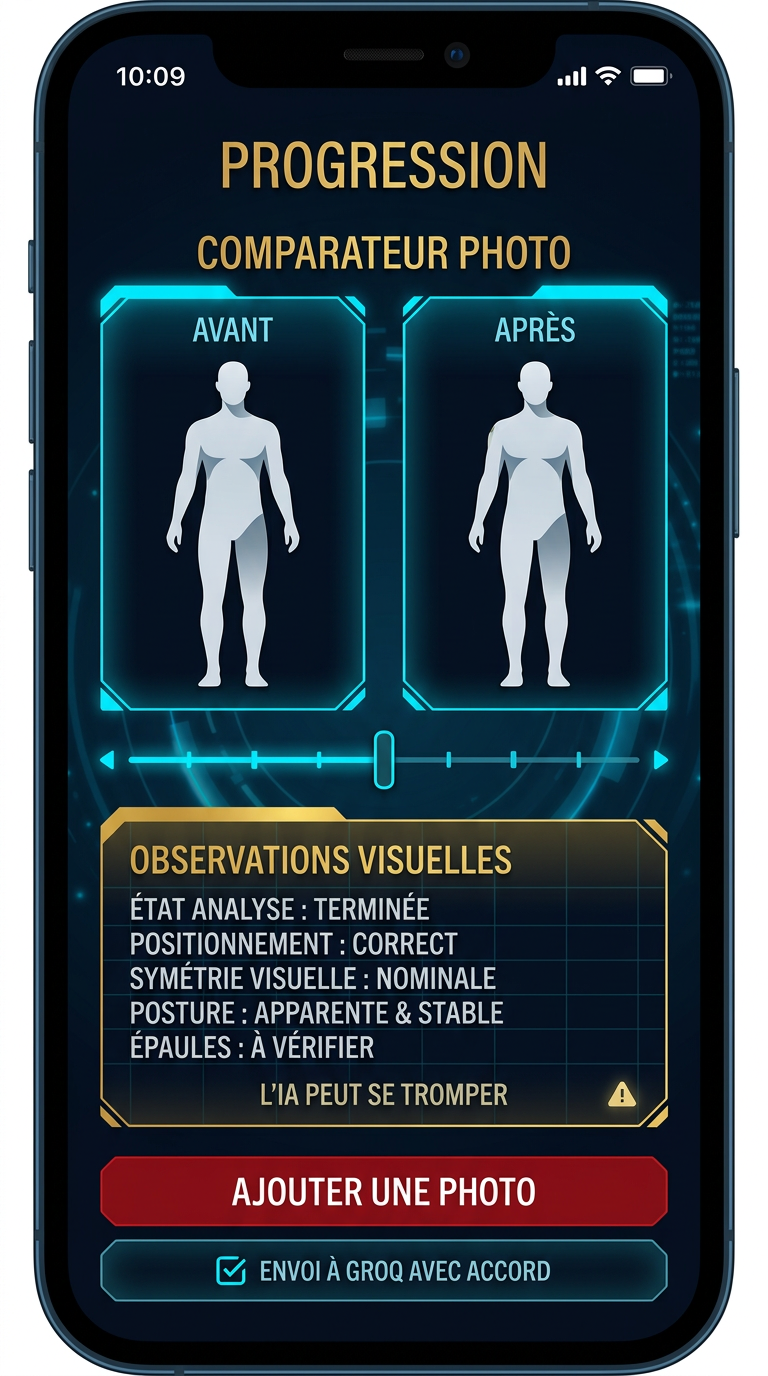 10:09
PROGRESSION
COMPARATEUR PHOTO
AVANT
APRÈS
OBSERVATIONS VISUELLES
ÉTAT ANALYSE : TERMINÉE
POSITIONNEMENT : CORRECT
SYMÉTRIE VISUELLE : NOMINALE
POSTURE : APPARENTE & STABLE
ÉPAULES : À VÉRIFIER
L'IA PEUT SE TROMPER
AJOUTER UNE PHOTO
ENVOI À GROQ AVEC ACCORD